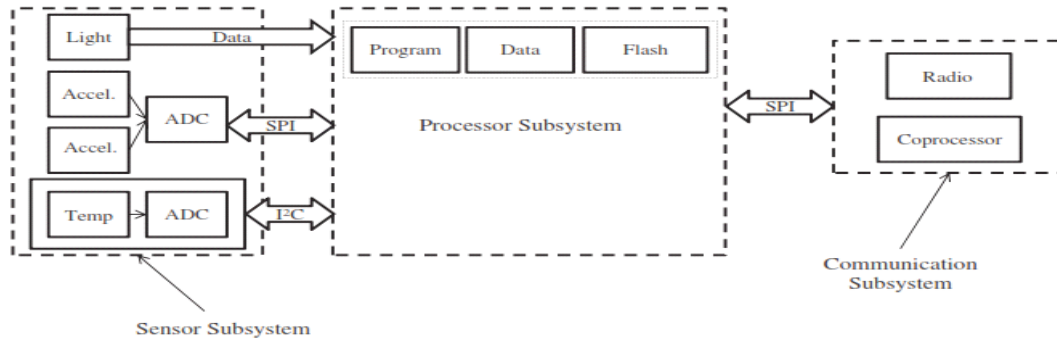 Light
Data
Accel.
ADC
Accel.
SPI
Temp
ADC
I²C
Sensor Subsystem
Program
Data
Flash
Processor Subsystem
SPI
Radio
Coprocessor
Communication
Subsystem